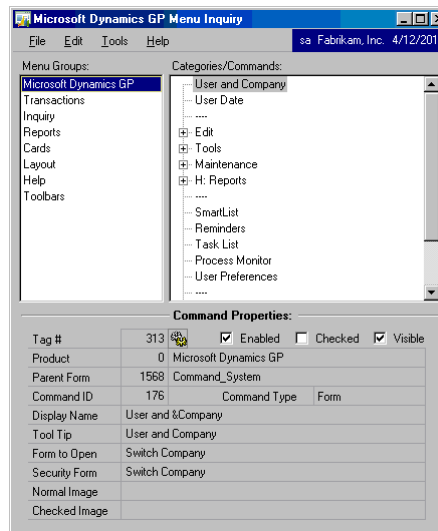 Microsoft Dynamics GP Menu Inquiry
File Edit Tools Help sa Fabrikam, Inc. 4/12/201
Menu Groups: Categories/Commands:
Microsoft Dynamics GP
Transactions
Inquiry
Reports
Cards
Layout
Help
Toolbars
User and Company
User Date
----
Edit
Tools
Maintenance
H: Reports
----
SmartList
Reminders
Task List
Process Monitor
User Preferences
----
Command Properties:
Tag # 313 Enabled Checked Visible
Product 0 Microsoft Dynamics GP
Parent Form 1568 Command_System
Command ID 176 Command Type Form
Display Name User and &Company
Tool Tip User and Company
Form to Open Switch Company
Security Form Switch Company
Normal Image
Checked Image